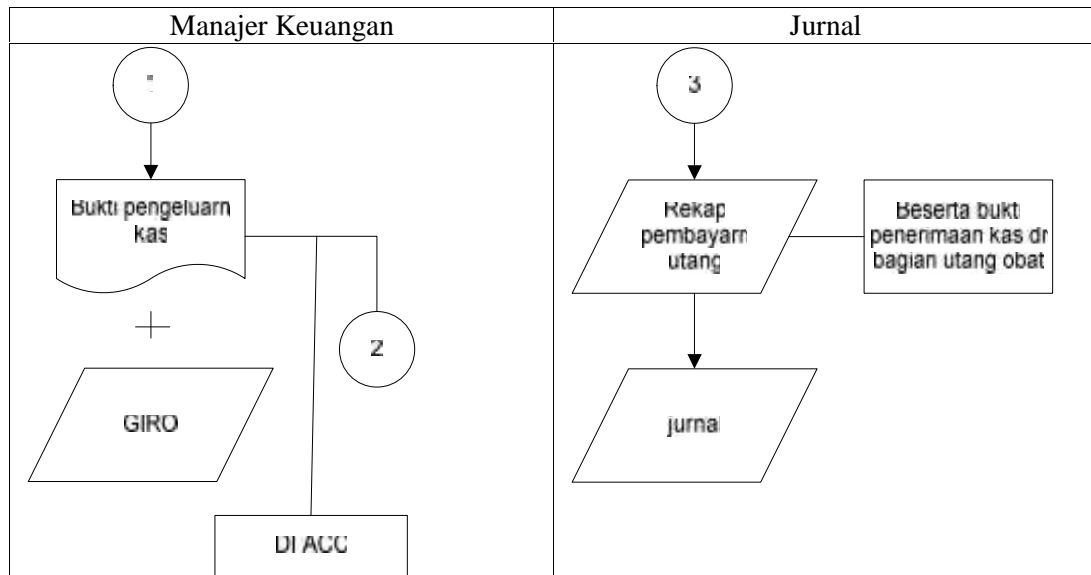 Manajer Keuangan
Jurnal
Bukti pengeluarn
kas
2
GIRO
DI ACC
3
Rekap
pembayarn
utang
Beserta bukti
penerimaan kas dr
bagian utang obat
jurnal